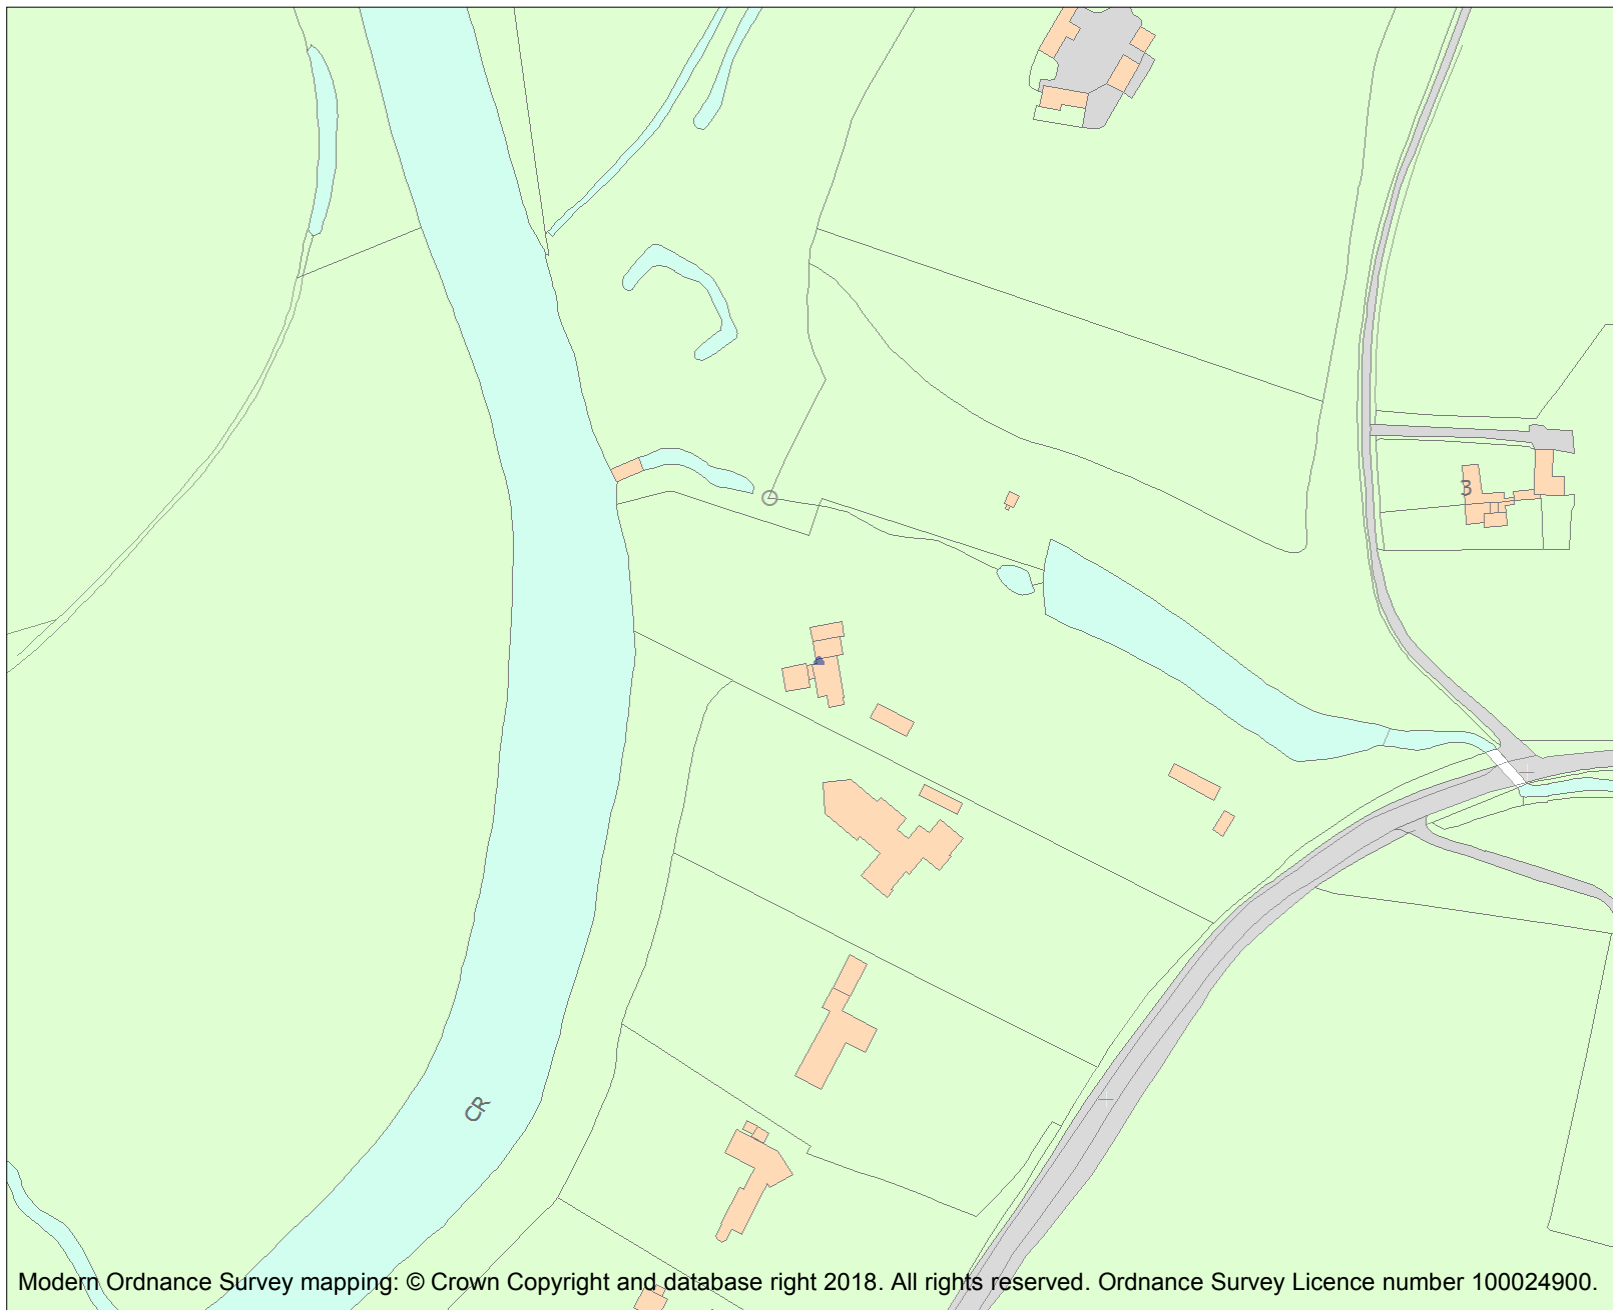 3
CR
Modern Ordnance Survey mapping: © Crown Copyright and database right 2018. All rights reserved. Ordnance Survey Licence number 100024900.